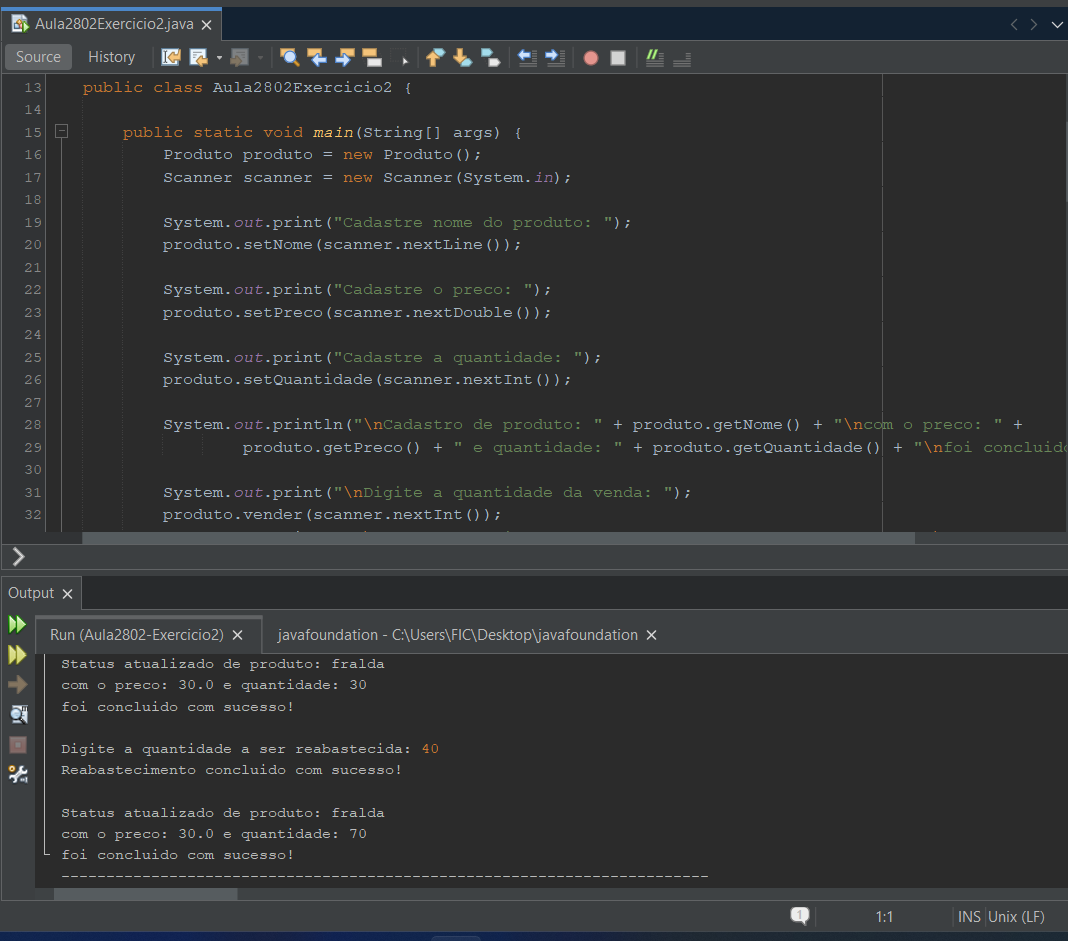 Aula2802Exercicio2.java
Source History
13 public class Aula2802Exercicio2 {
14
15 public static void main(String[] args) {
16 Produto produto = new Produto();
17 Scanner scanner = new Scanner(System.in);
18
19 System.out.print("Cadastre nome do produto: ");
20 produto.setNome(scanner.nextLine());
21
22 System.out.print("Cadastre o preco: ");
23 produto.setPreco(scanner.nextDouble());
24
25 System.out.print("Cadastre a quantidade: ");
26 produto.setQuantidade(scanner.nextInt());
27
28 System.out.println("\nCadastro de produto: " + produto.getNome() + "\ncom o preco: " +
29 produto.getPreco() + " e quantidade: " + produto.getQuantidade() + "\nfoi concluido
30
31 System.out.print("\nDigite a quantidade da venda: ");
32 produto.vender(scanner.nextInt());
Output
Run (Aula2802-Exercicio2) javafoundation - C:\Users\FIC\Desktop\javafoundation
Status atualizado de produto: fralda
com o preco: 30.0 e quantidade: 30
foi concluido com sucesso!
Digite a quantidade a ser reabastecida: 40
Reabastecimento concluido com sucesso!
Status atualizado de produto: fralda
com o preco: 30.0 e quantidade: 70
foi concluido com sucesso!
------------------------------------------------------------------------
1 1:1 INS Unix (LF)